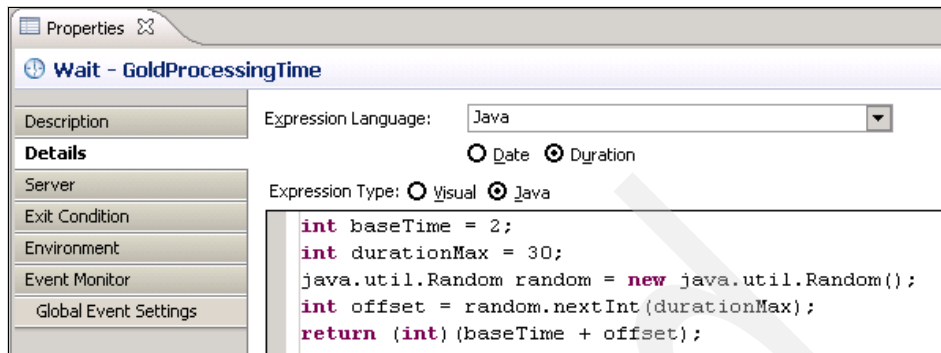 Properties
Wait - GoldProcessingTime
Description
Details
Server
Exit Condition
Environment
Event Monitor
Global Event Settings
Expression Language: Java
Date Duration
Expression Type: Visual Java
int baseTime = 2;
int durationMax = 30;
java.util.Random random = new java.util.Random();
int offset = random.nextInt(durationMax);
return (int)(baseTime + offset);